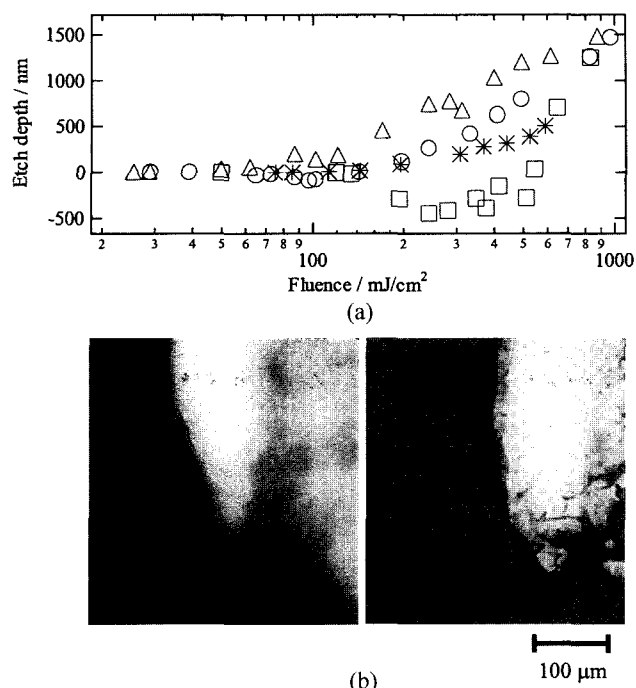 Etch depth / nm
1500
1000
500
0
-500
2 3 4 5 6 7 8 9 2 3 4 5 6 7 8 9
100 1000
Fluence / mJ/cm²
(a)
100 μm
(b)